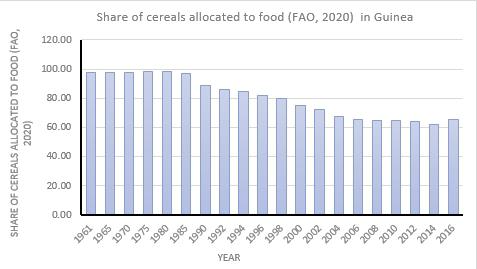 Share of cereals allocated to food (FAO, 2020) in Guinea
SHARE OF CEREALS ALLOCATED TO FOOD (FAO,
2020)
120.00
100.00
80.00
60.00
40.00
20.00
0.00
1961 1965 1970 1975 1980 1985 1990 1992 1994 1996 1998 2000 2002 2004 2006 2008 2010 2012 2014 2016
YEAR